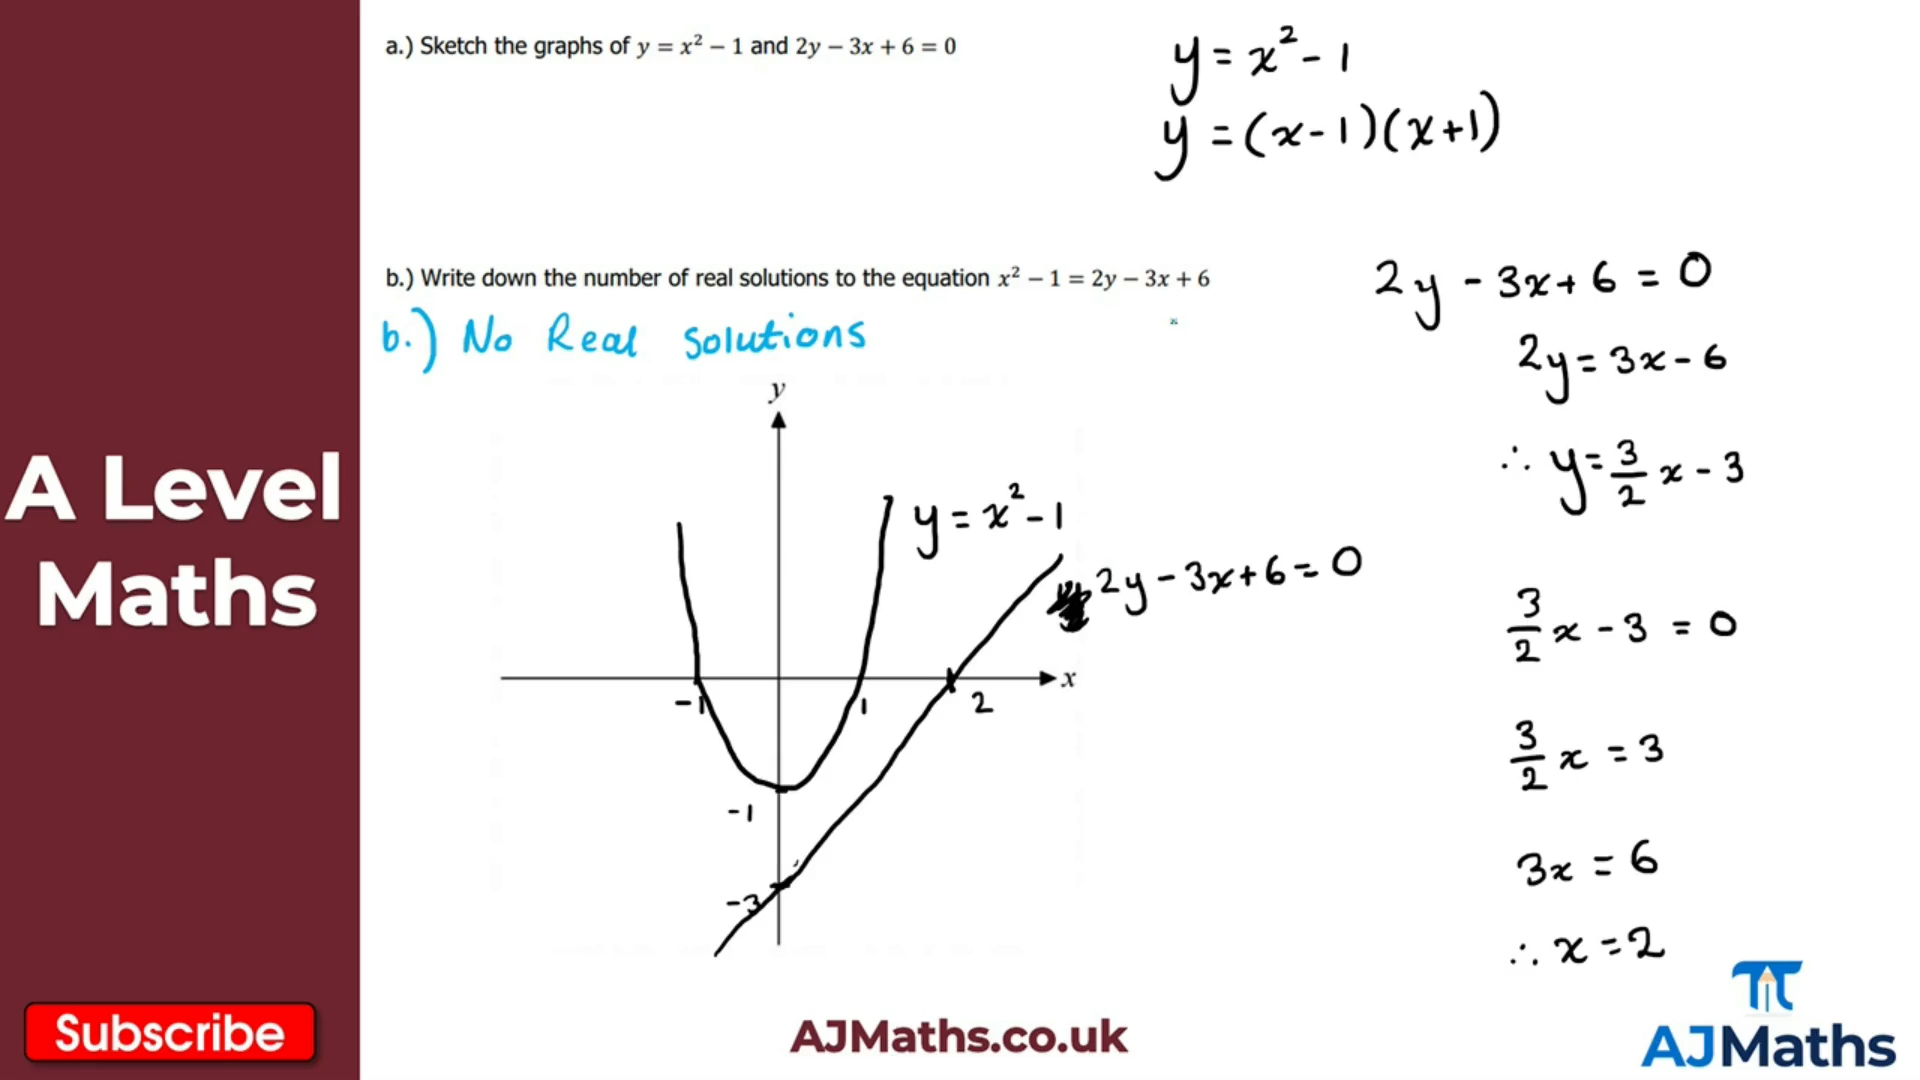 a.) Sketch the graphs of y = x² − 1 and 2y − 3x + 6 = 0
y = x² - 1
y = (x-1)(x+1)
b.) Write down the number of real solutions to the equation x² − 1 = 2y − 3x + 6
b.) No Real Solutions
2y - 3x + 6 = 0
2y = 3x - 6
∴ y = 3/2 x - 3
3/2 x - 3 = 0
3/2 x = 3
3x = 6
∴ x = 2
y
y = x² - 1
2y - 3x + 6 = 0
x
-1
1
2
-1
-3
A Level
Maths
Subscribe
AJMaths.co.uk
AJMaths